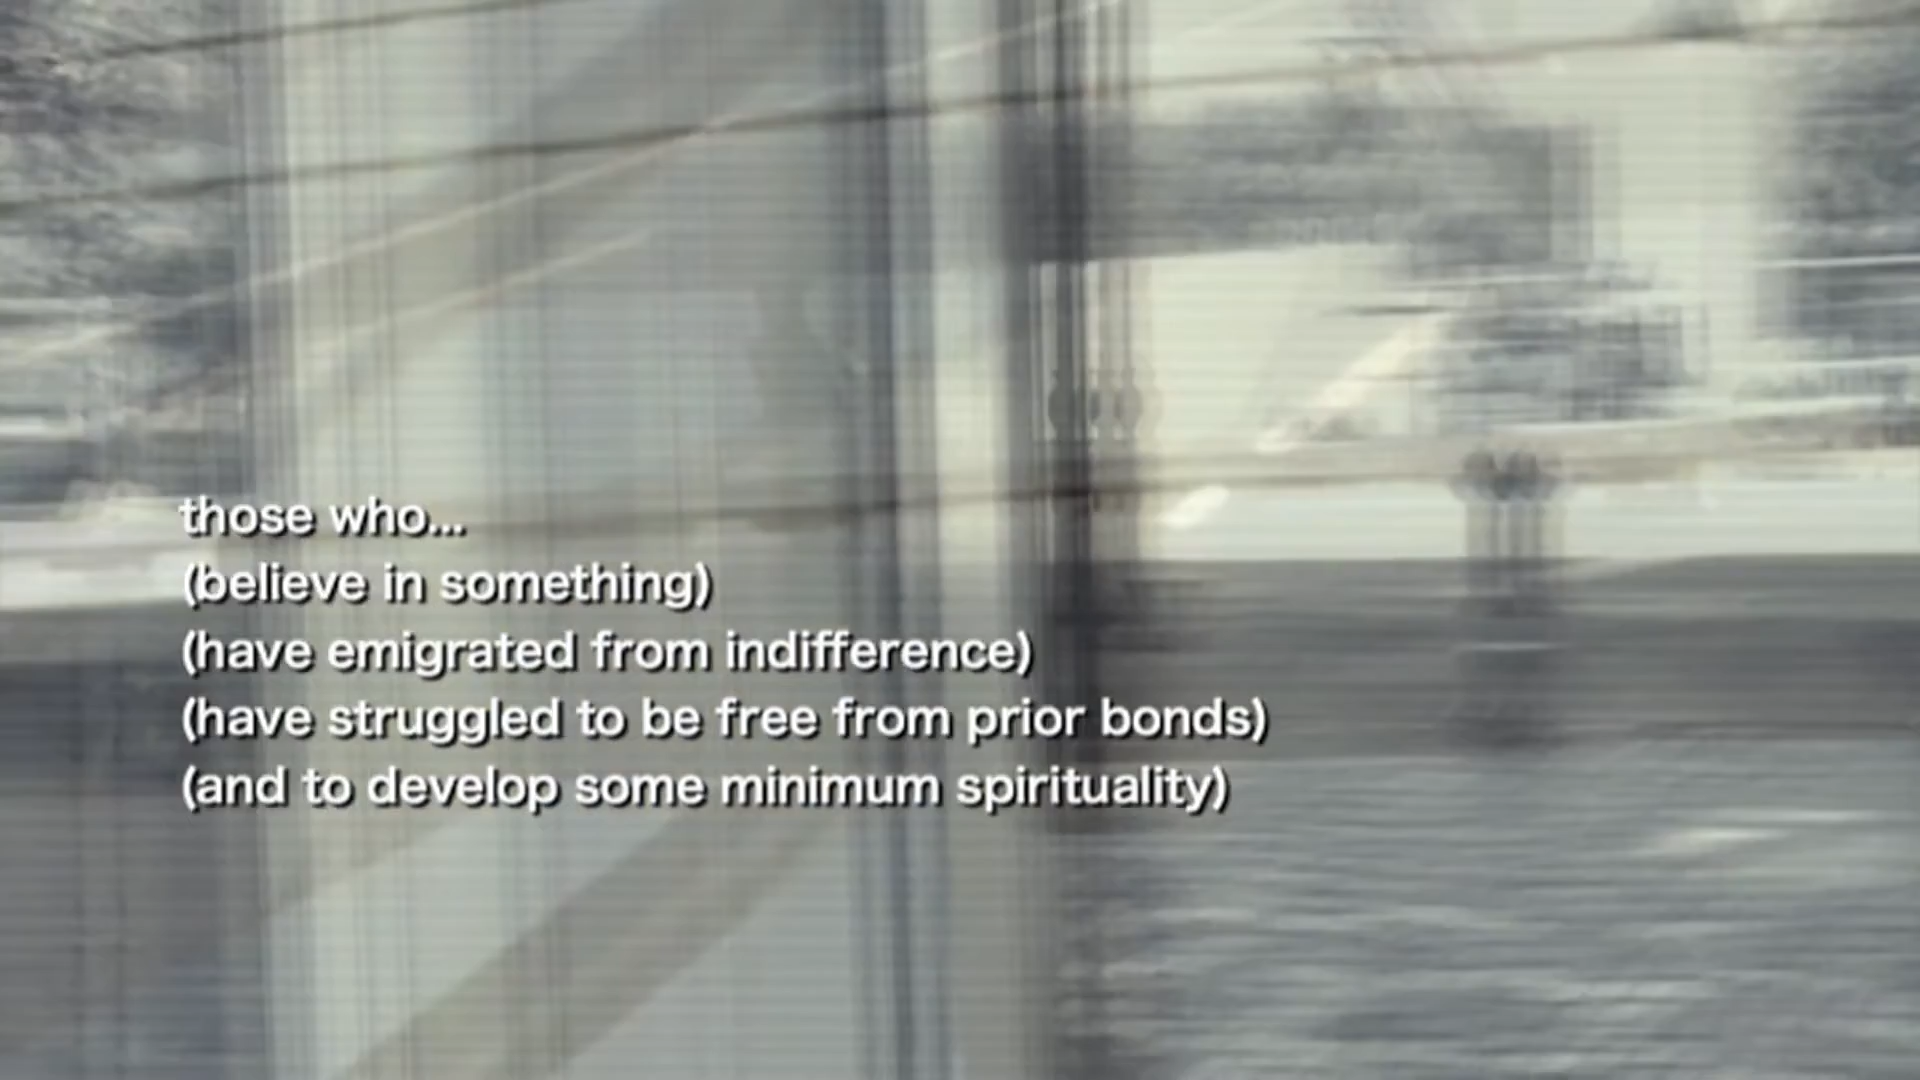 those who...
(believe in something)
(have emigrated from indifference)
(have struggled to be free from prior bonds)
(and to develop some minimum spirituality)